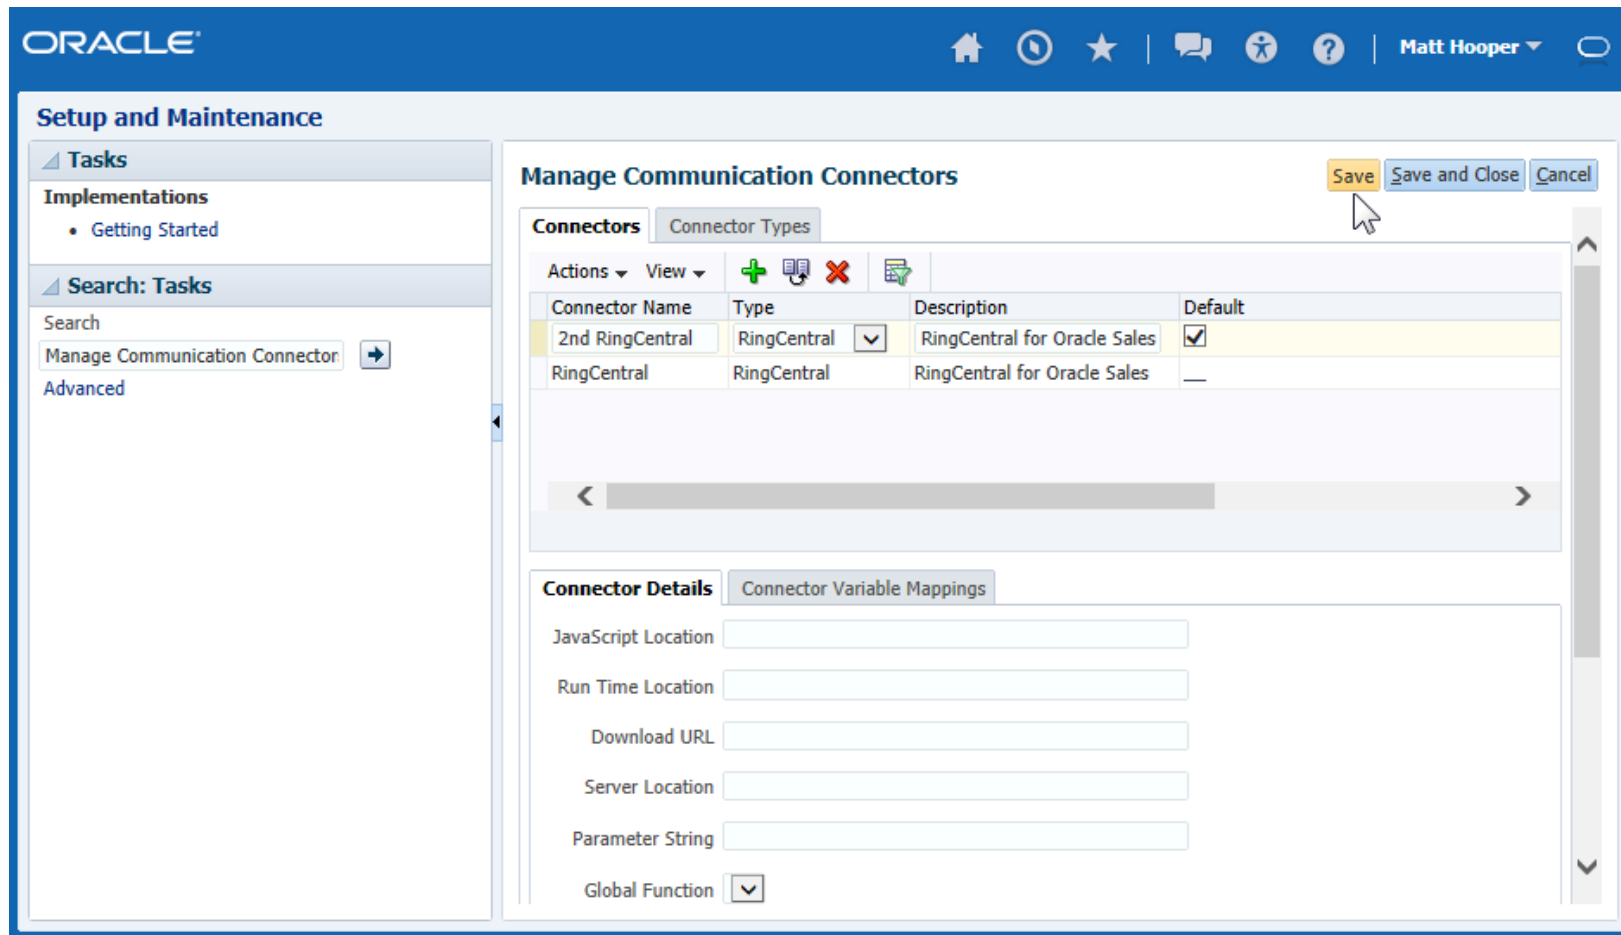 ORACLE
Matt Hooper
Setup and Maintenance
Tasks
Implementations
Getting Started
Search: Tasks
Search
Manage Communication Connector
Advanced
Manage Communication Connectors
Save Save and Close Cancel
Connectors Connector Types
Actions View
Connector Name Type Description Default
2nd RingCentral RingCentral RingCentral for Oracle Sales
RingCentral RingCentral RingCentral for Oracle Sales
Connector Details Connector Variable Mappings
JavaScript Location
Run Time Location
Download URL
Server Location
Parameter String
Global Function